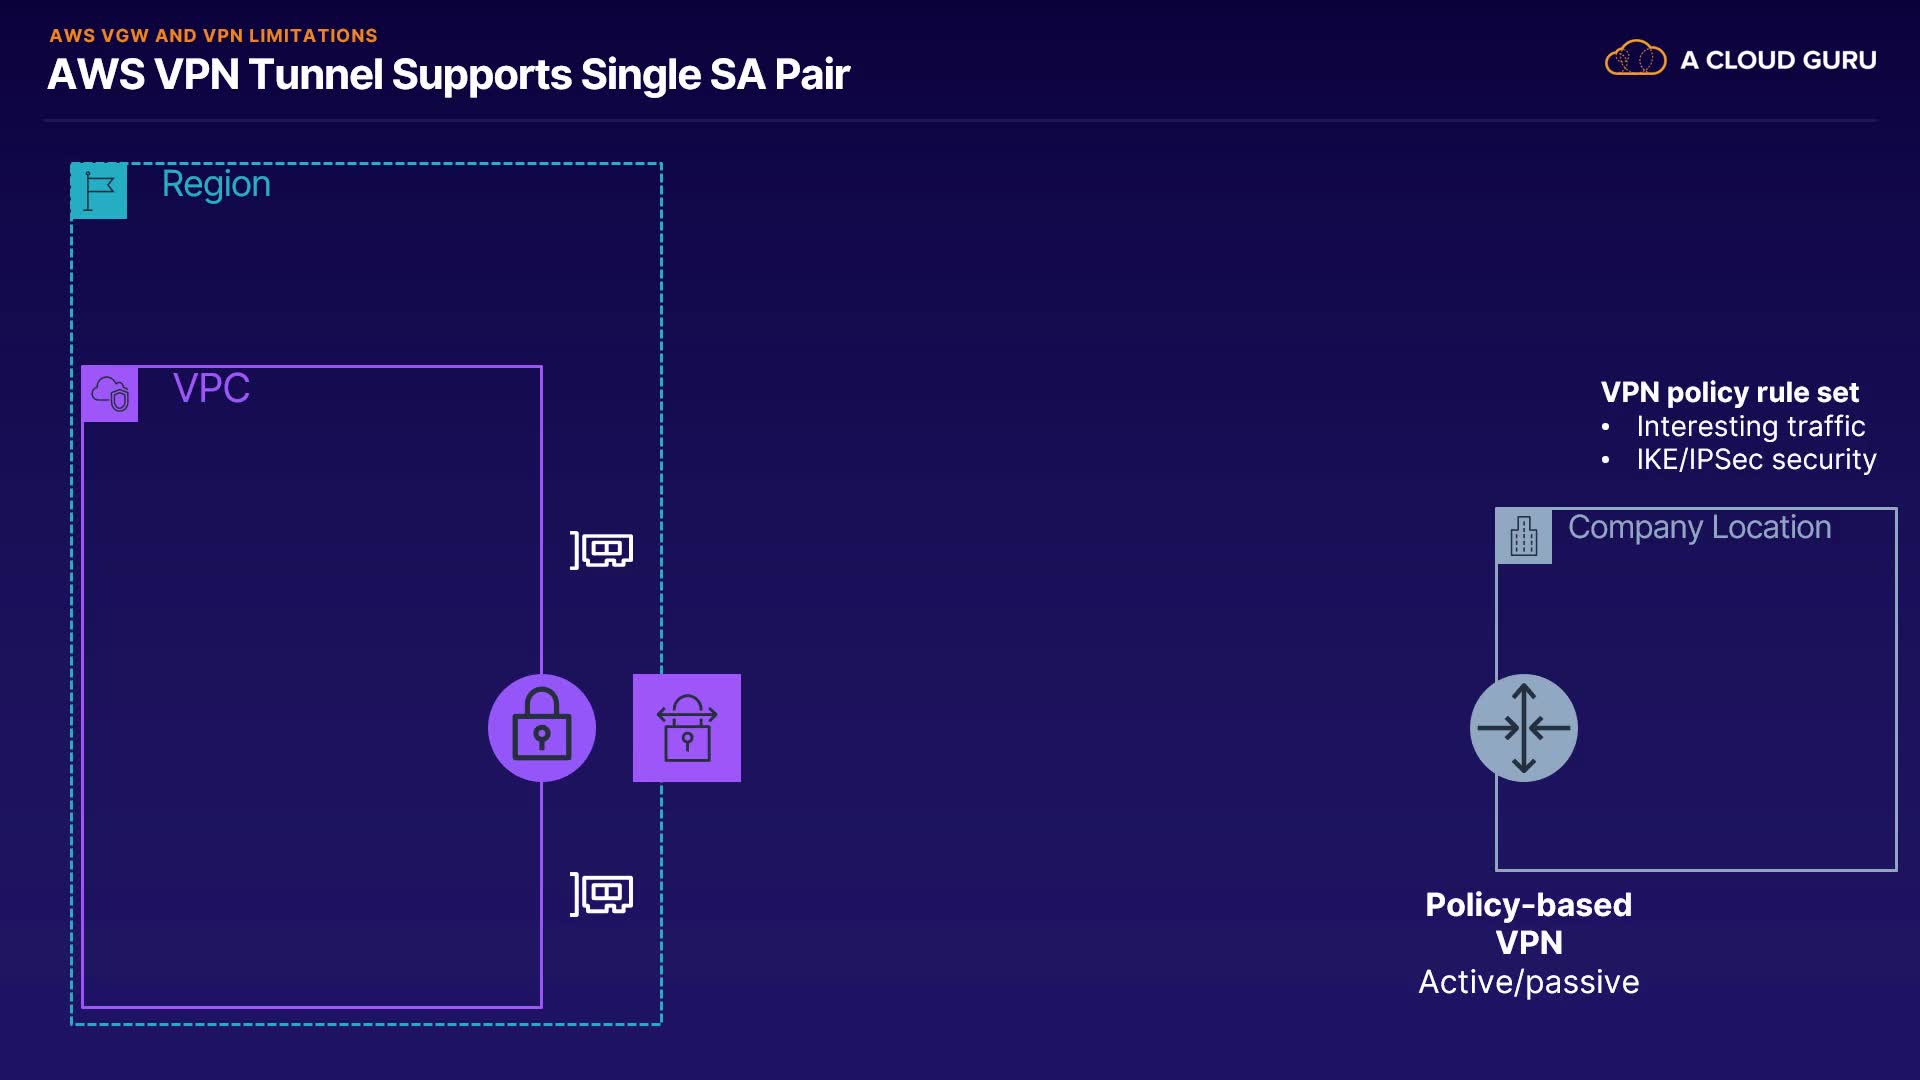 AWS VGW AND VPN LIMITATIONS
AWS VPN Tunnel Supports Single SA Pair
A CLOUD GURU
Region
VPC
VPN policy rule set
• Interesting traffic
• IKE/IPSec security
Company Location
Policy-based
VPN
Active/passive